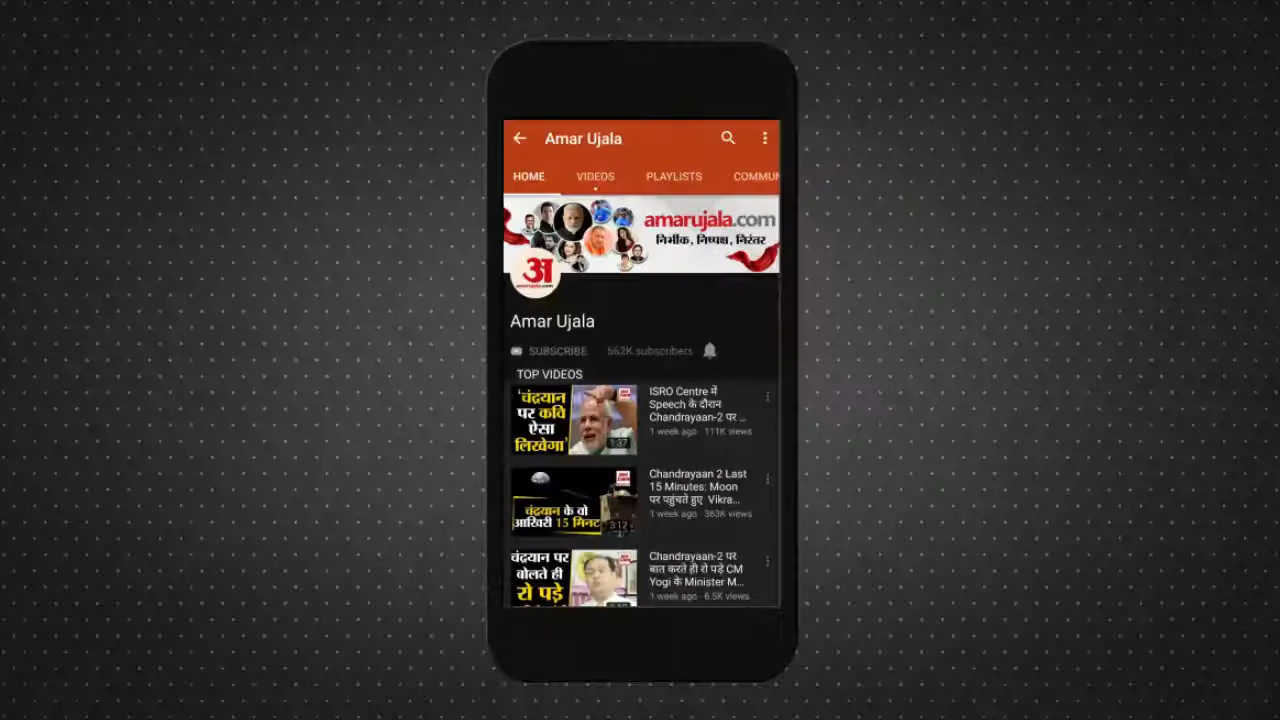 Amar Ujala
HOME VIDEOS PLAYLISTS COMMUN
amarujala.com
निर्भीक, निष्पक्ष, निरंतर
अ
amarujala.com
Amar Ujala
SUBSCRIBE 562K subscribers
TOP VIDEOS
'चंद्रयान
पर कवि
ऐसा
लिखेगा'
1:37
ISRO Centre में
Speech के दौरान
Chandrayaan-2 पर ...
1 week ago · 111K views
चंद्रयान के वो
आखिरी 15 मिनट
3:12
Chandrayaan 2 Last
15 Minutes: Moon
पर पहुंचते हुए Vikra...
1 week ago · 363K views
चंद्रयान पर
बोलते ही
रो पड़े
Chandrayaan-2 पर
बात करते ही रो पड़े CM
Yogi के Minister M...
1 week ago · 6.5K views